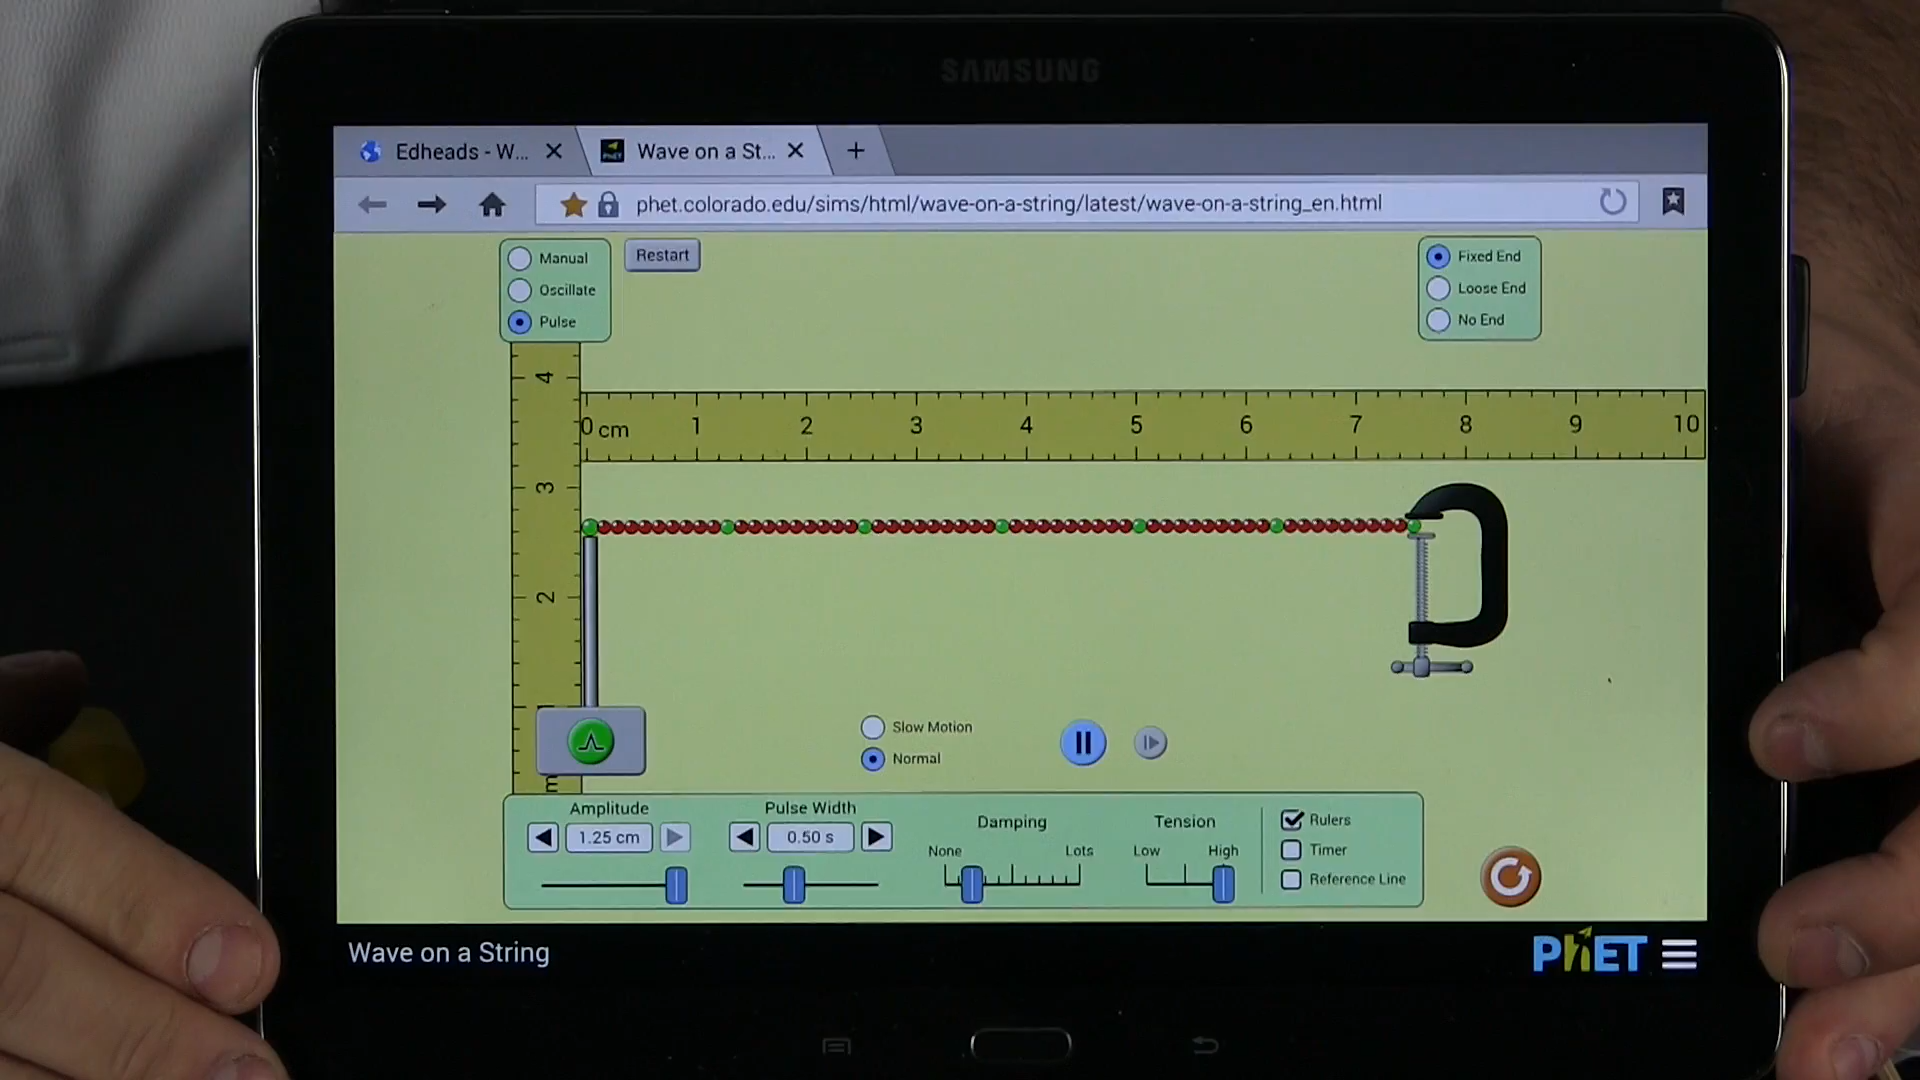 SAMSUNG
Edheads - W...
Wave on a St...
phet.colorado.edu/sims/html/wave-on-a-string/latest/wave-on-a-string_en.html
Manual
Oscillate
Pulse
Restart
Fixed End
Loose End
No End
4
3
2
0 cm 1 2 3 4 5 6 7 8 9 10
Slow Motion
Normal
Amplitude
1.25 cm
Pulse Width
0.50 s
Damping
None Lots
Tension
Low High
Rulers
Timer
Reference Line
Wave on a String
PhET